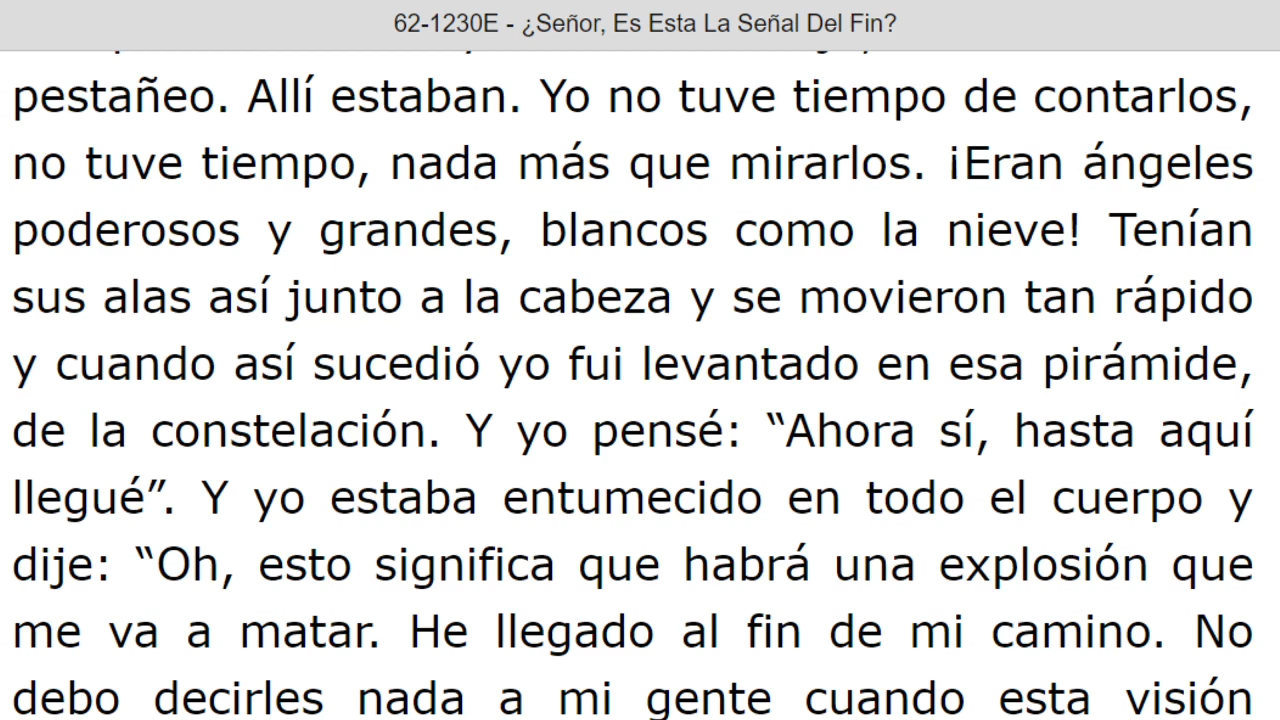 62-1230E - ¿Señor, Es Esta La Señal Del Fin?
pestañeo. Allí estaban. Yo no tuve tiempo de contarlos,
no tuve tiempo, nada más que mirarlos. ¡Eran ángeles
poderosos y grandes, blancos como la nieve! Tenían
sus alas así junto a la cabeza y se movieron tan rápido
y cuando así sucedió yo fui levantado en esa pirámide,
de la constelación. Y yo pensé: “Ahora sí, hasta aquí
llegué”. Y yo estaba entumecido en todo el cuerpo y
dije: “Oh, esto significa que habrá una explosión que
me va a matar. He llegado al fin de mi camino. No
debo decirles nada a mi gente cuando esta visión